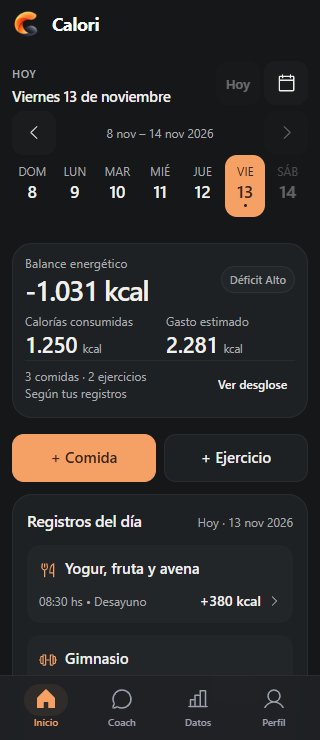 Calori
HOY
Viernes 13 de noviembre
Hoy
8 nov – 14 nov 2026
DOM LUN MAR MIÉ JUE VIE SÁB
8 9 10 11 12 13 14
Balance energético
-1.031 kcal
Déficit Alto
Calorías consumidas Gasto estimado
1.250 kcal 2.281 kcal
3 comidas · 2 ejercicios
Según tus registros
Ver desglose
+ Comida + Ejercicio
Registros del día Hoy · 13 nov 2026
Yogur, fruta y avena
08:30 hs • Desayuno +380 kcal
Gimnasio
Inicio Coach Datos Perfil